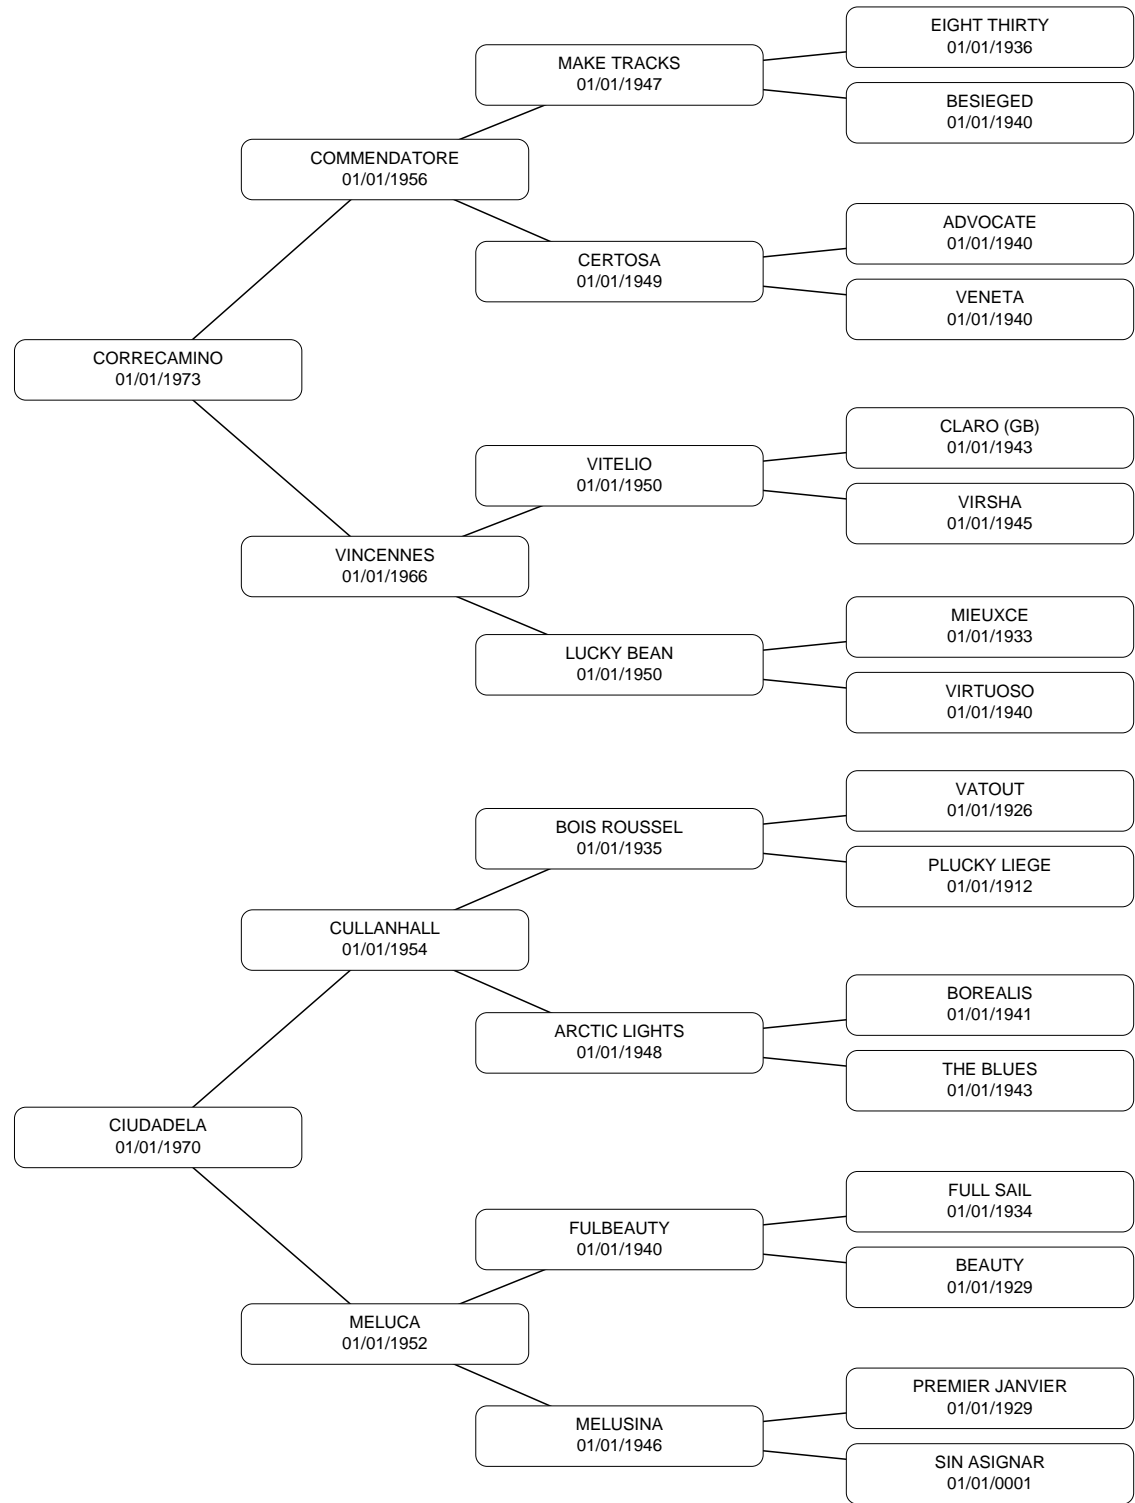 EIGHT THIRTY
01/01/1936
MAKE TRACKS
01/01/1947
BESIEGED
01/01/1940
COMMENDATORE
01/01/1956
ADVOCATE
01/01/1940
CERTOSA
01/01/1949
VENETA
01/01/1940
CORRECAMINO
01/01/1973
CLARO (GB)
01/01/1943
VITELIO
01/01/1950
VIRSHA
01/01/1945
VINCENNES
01/01/1966
MIEUXCE
01/01/1933
LUCKY BEAN
01/01/1950
VIRTUOSO
01/01/1940
VATOUT
01/01/1926
BOIS ROUSSEL
01/01/1935
PLUCKY LIEGE
01/01/1912
CULLANHALL
01/01/1954
BOREALIS
01/01/1941
ARCTIC LIGHTS
01/01/1948
THE BLUES
01/01/1943
CIUDADELA
01/01/1970
FULL SAIL
01/01/1934
FULBEAUTY
01/01/1940
BEAUTY
01/01/1929
MELUCA
01/01/1952
PREMIER JANVIER
01/01/1929
MELUSINA
01/01/1946
SIN ASIGNAR
01/01/0001